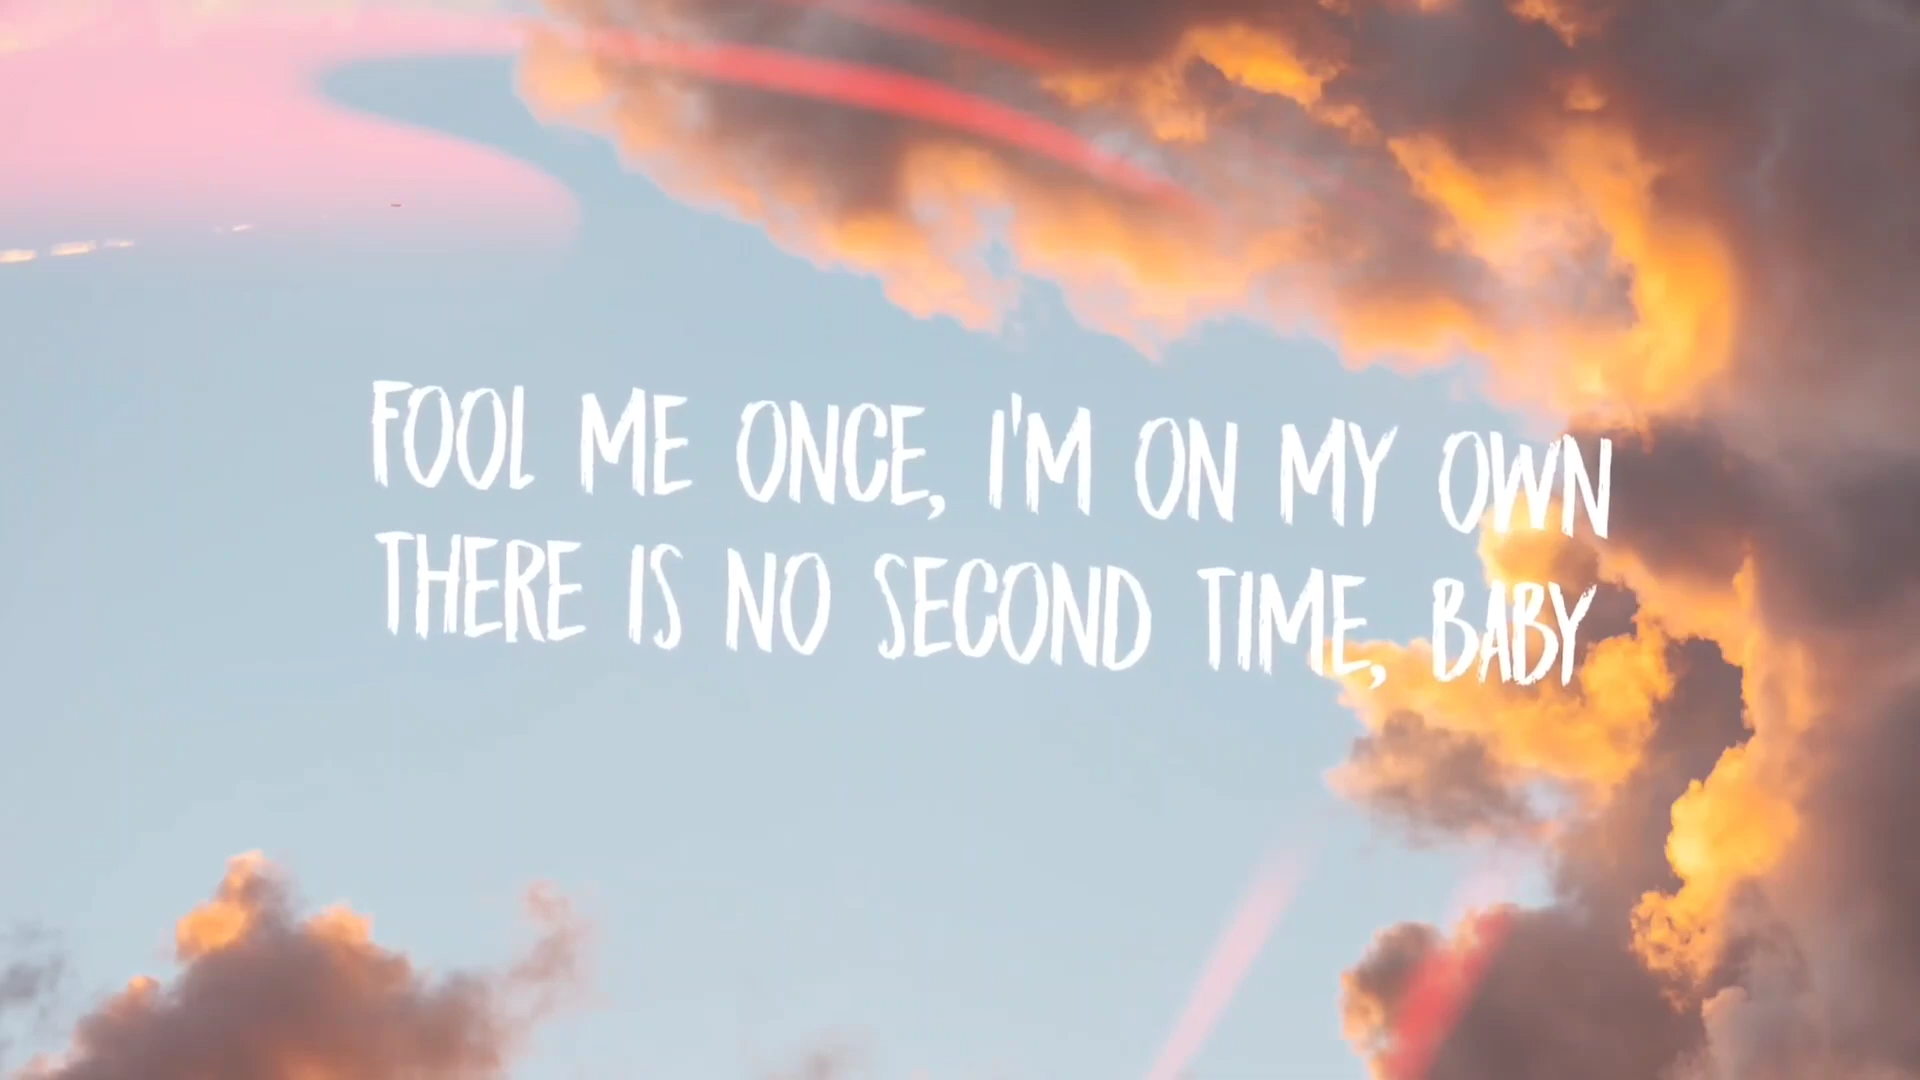 FOOL ME ONCE, I'M ON MY OWN
THERE IS NO SECOND TIME, BABY